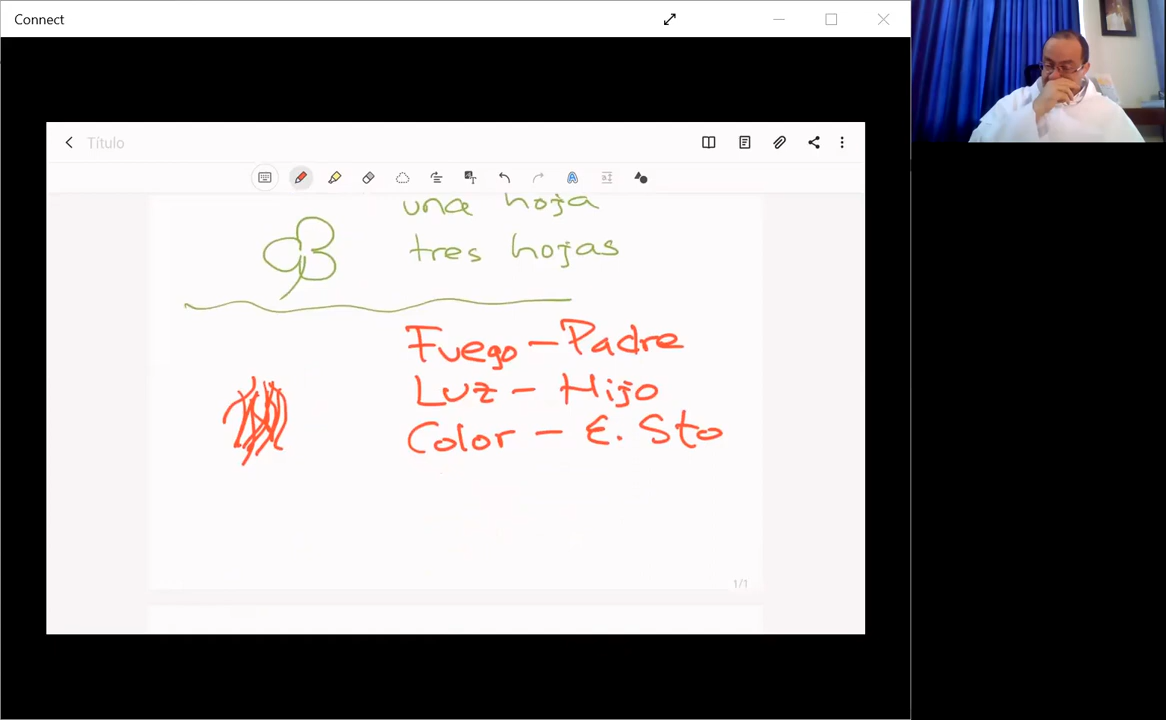 Connect
Título
una hoja
tres hojas
Fuego - Padre
Luz - Hijo
Color - E. Sto
1/1